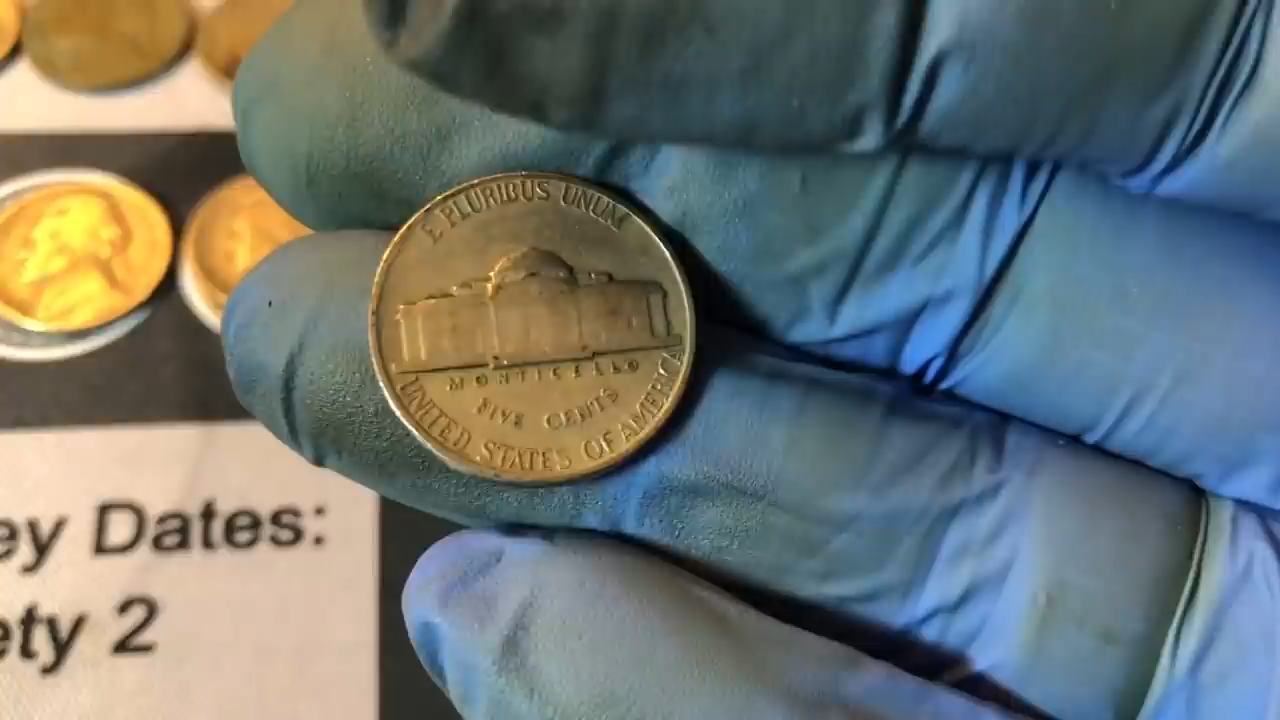 E PLURIBUS UNUM
MONTICELLO
FIVE CENTS
UNITED STATES OF AMERICA
ey Dates:
ety 2